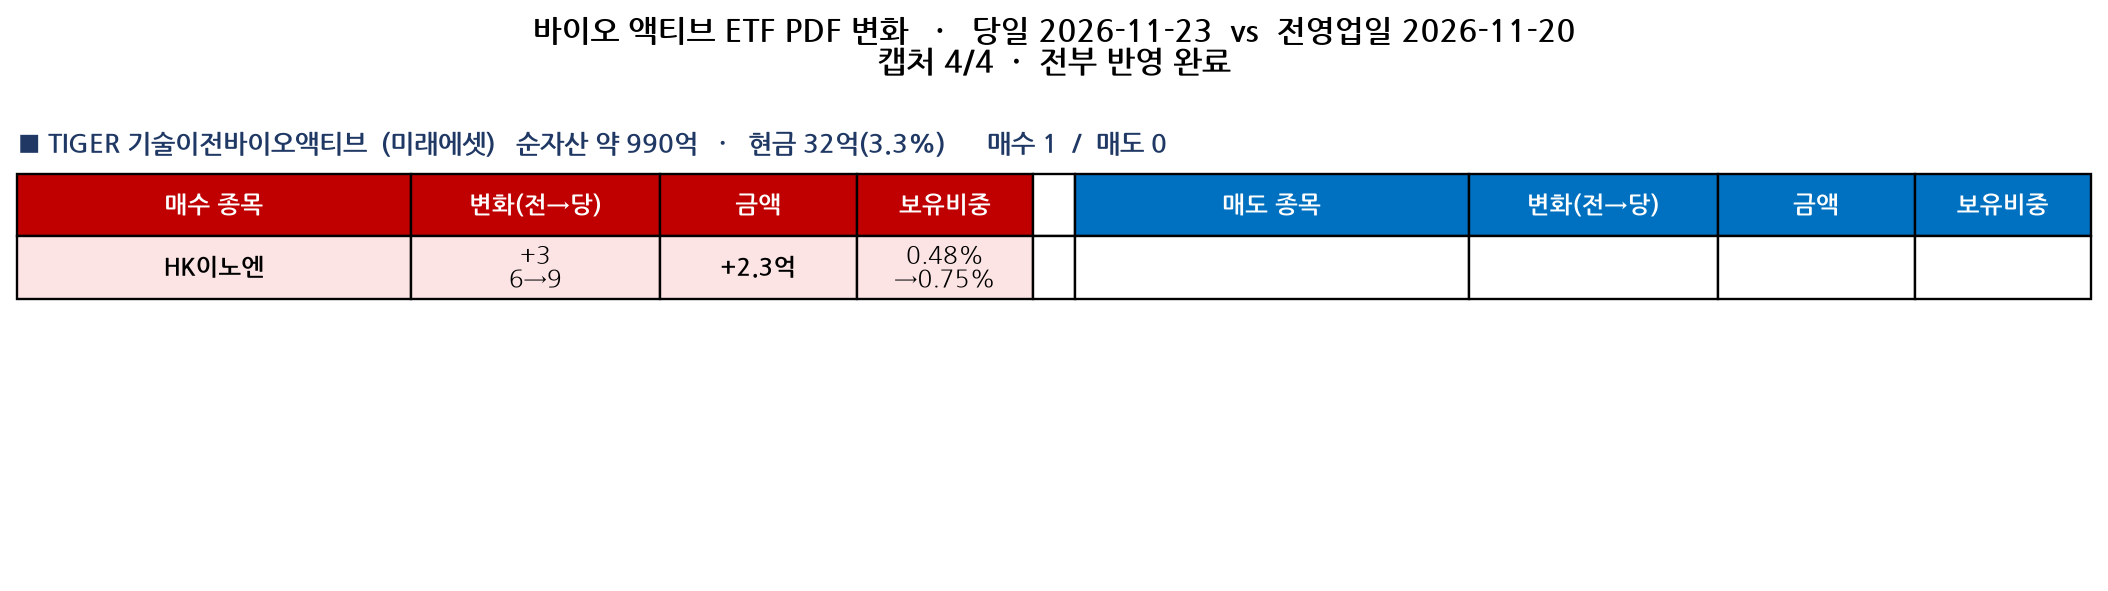 바이오 액티브 ETF PDF 변화 · 당일 2026-11-23 vs 전영업일 2026-11-20
캡처 4/4 · 전부 반영 완료
■ TIGER 기술이전바이오액티브 (미래에셋) 순자산 약 990억 · 현금 32억(3.3%) 매수 1 / 매도 0
매수 종목 변화(전→당) 금액 보유비중 매도 종목 변화(전→당) 금액 보유비중
HK이노엔 +3 +2.3억 0.48%
6→9 →0.75%